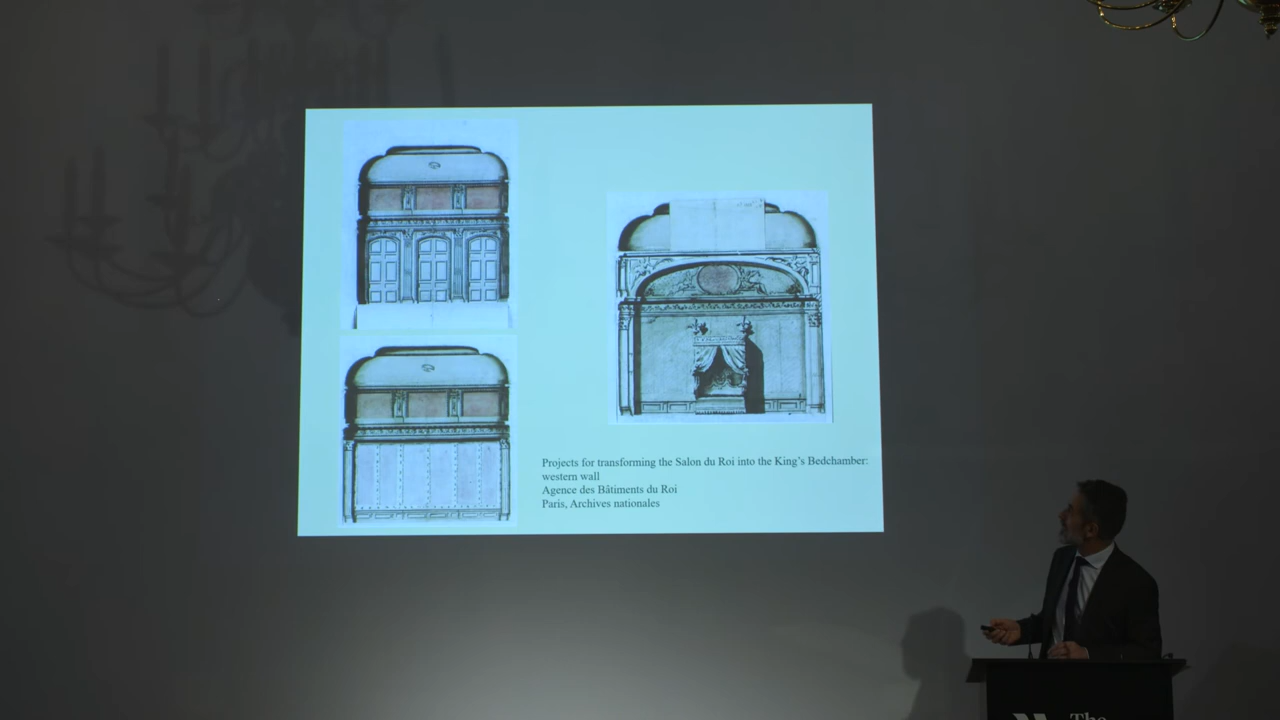 Projects for transforming the Salon du Roi into the King's Bedchamber:
western wall
Agence des Bâtiments du Roi
Paris, Archives nationales
The